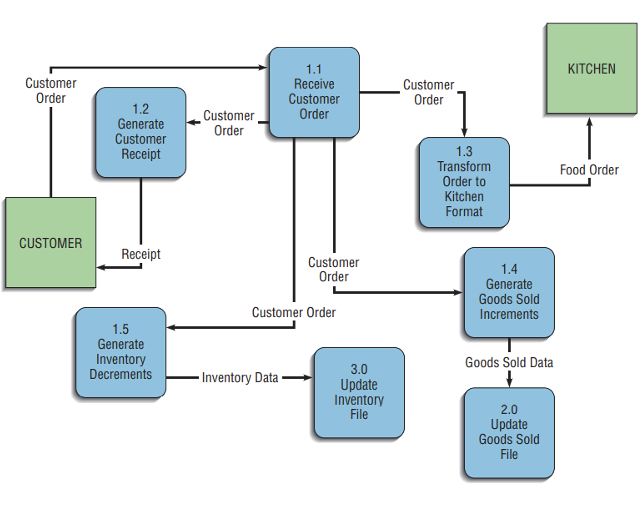 KITCHEN
1.1
Receive
Customer
Order
Customer
Order
Customer
Order
1.2
Generate
Customer
Receipt
Customer
Order
1.3
Transform
Order to
Kitchen
Format
Food Order
CUSTOMER
Receipt
Customer
Order
1.4
Generate
Goods Sold
Increments
Customer Order
1.5
Generate
Inventory
Decrements
Inventory Data
3.0
Update
Inventory
File
Goods Sold Data
2.0
Update
Goods Sold
File